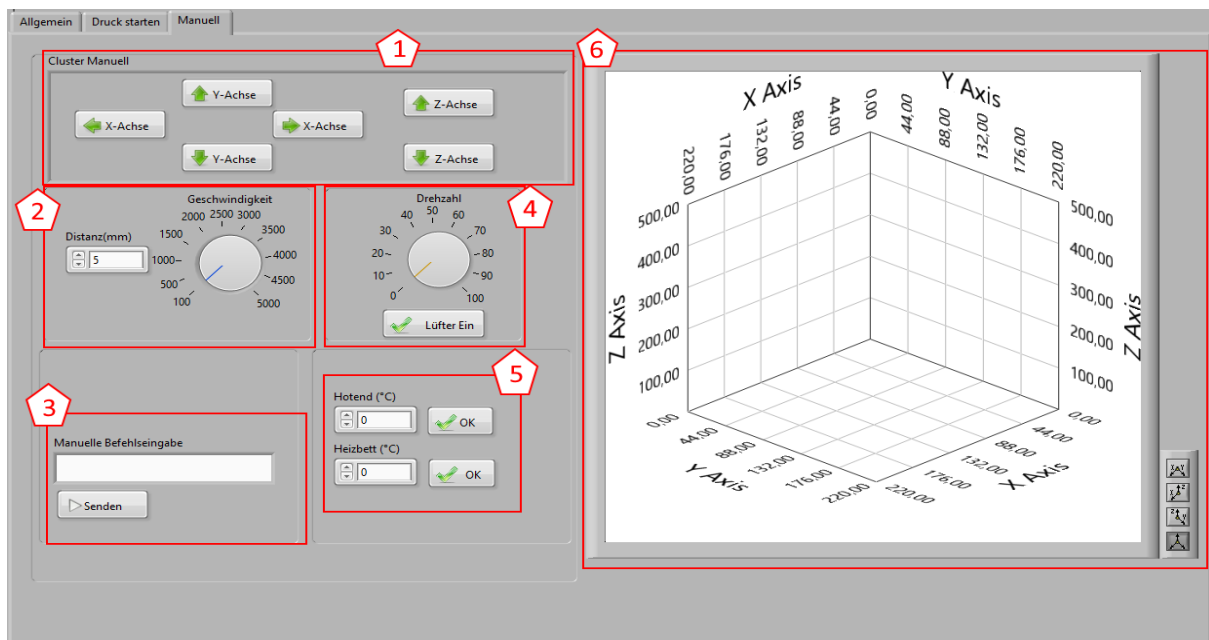 Allgemein
Druck starten
Manuell
1
6
Cluster Manuell
Y-Achse
Z-Achse
X-Achse
X-Achse
Y-Achse
Z-Achse
2
Geschwindigkeit
Distanz(mm)
5
100
500
1000
1500
2000
2500
3000
3500
4000
4500
5000
4
Drehzahl
0
10
20
30
40
50
60
70
80
90
100
Lüfter Ein
3
Manuelle Befehlseingabe
Senden
5
Hotend (°C)
0
OK
Heizbett (°C)
0
OK
X Axis
220,00
176,00
132,00
88,00
44,00
0,00
Y Axis
44,00
88,00
132,00
176,00
220,00
Z Axis
500,00
400,00
300,00
200,00
100,00
0,00
500,00
400,00
300,00
200,00
100,00
0,00
Z Axis
44,00
88,00
132,00
176,00
220,00
Y Axis
44,00
88,00
132,00
176,00
220,00
X Axis